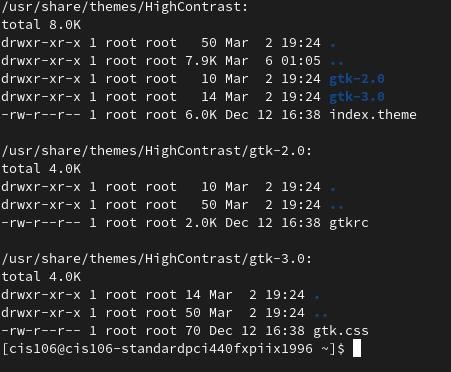 /usr/share/themes/HighContrast:
total 8.0K
drwxr-xr-x 1 root root   50 Mar  2 19:24 .
drwxr-xr-x 1 root root 7.9K Mar  6 01:05 ..
drwxr-xr-x 1 root root   10 Mar  2 19:24 gtk-2.0
drwxr-xr-x 1 root root   14 Mar  2 19:24 gtk-3.0
-rw-r--r-- 1 root root 6.0K Dec 12 16:38 index.theme

/usr/share/themes/HighContrast/gtk-2.0:
total 4.0K
drwxr-xr-x 1 root root   10 Mar  2 19:24 .
drwxr-xr-x 1 root root   50 Mar  2 19:24 ..
-rw-r--r-- 1 root root 2.0K Dec 12 16:38 gtkrc

/usr/share/themes/HighContrast/gtk-3.0:
total 4.0K
drwxr-xr-x 1 root root 14 Mar  2 19:24 .
drwxr-xr-x 1 root root 50 Mar  2 19:24 ..
-rw-r--r-- 1 root root 70 Dec 12 16:38 gtk.css
[cis106@cis106-standardpci440fxpiix1996 ~]$